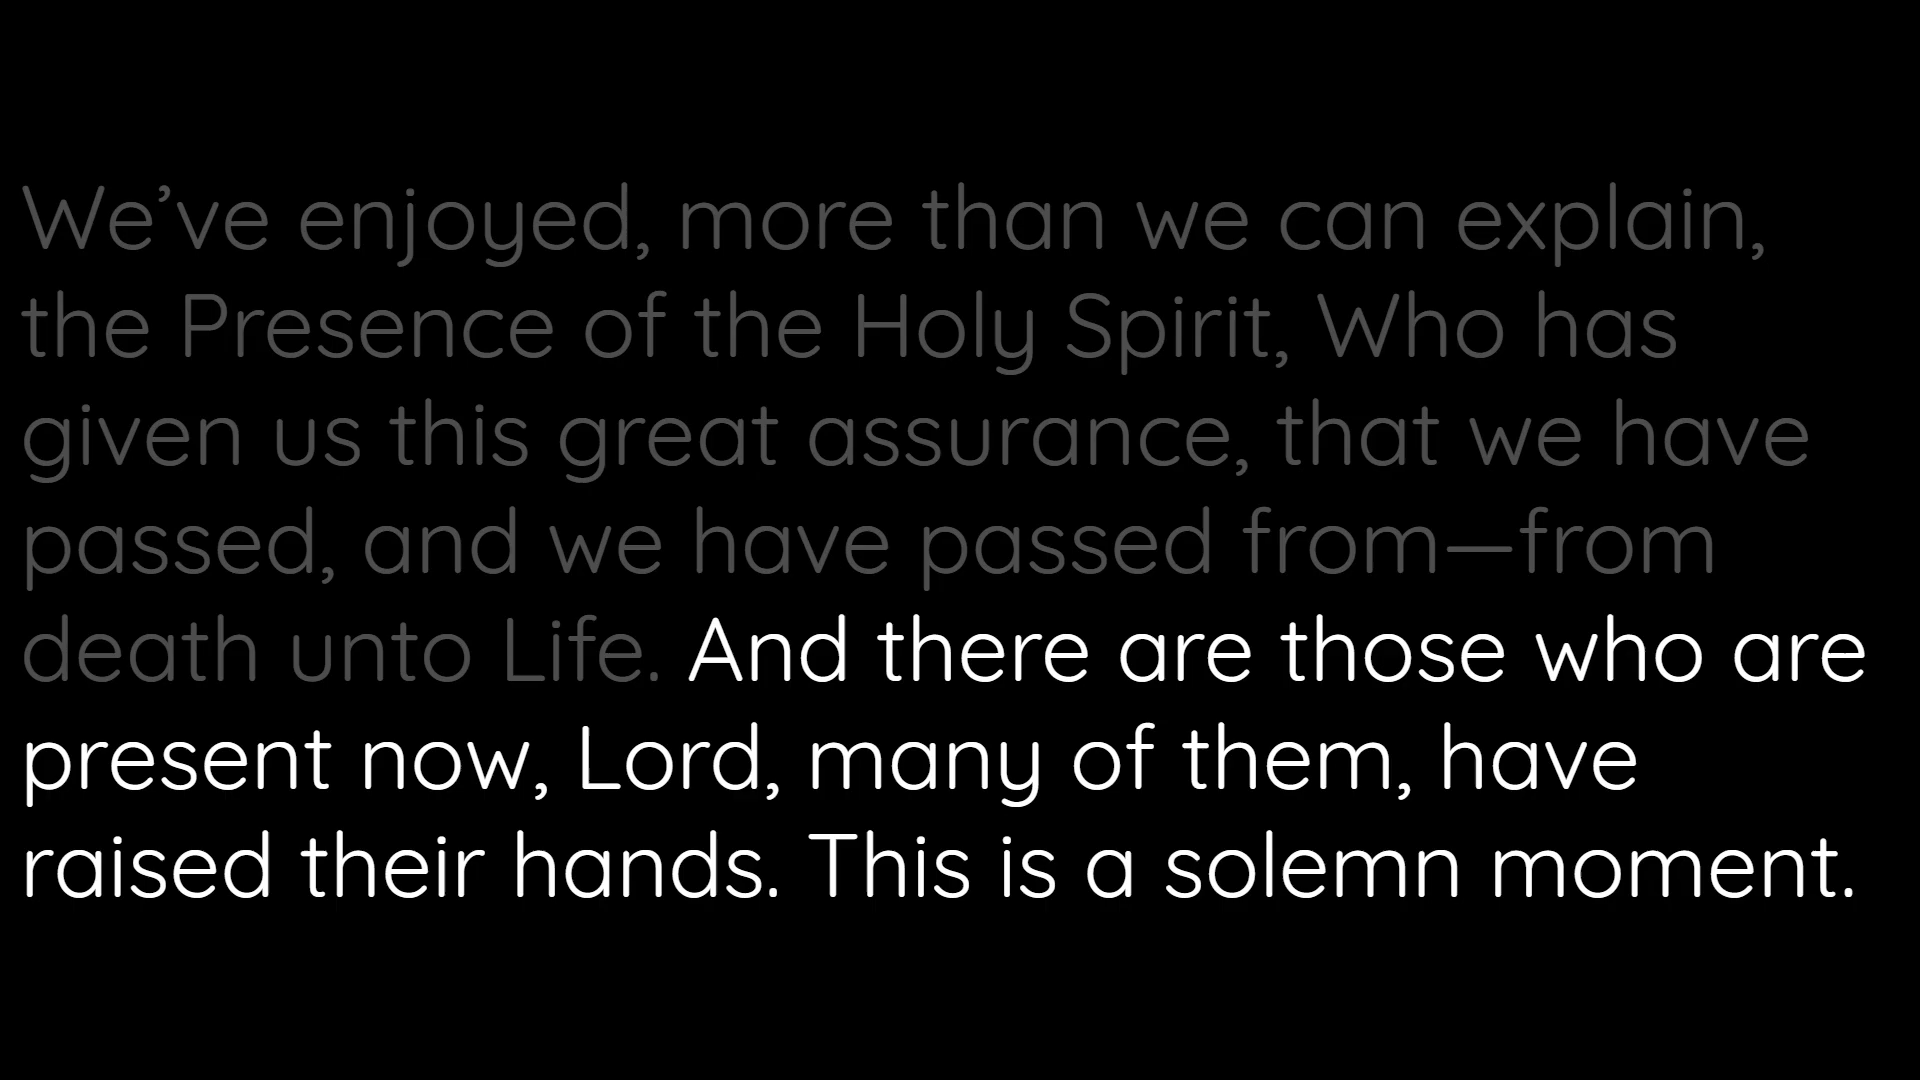 We’ve enjoyed, more than we can explain,
the Presence of the Holy Spirit, Who has
given us this great assurance, that we have
passed, and we have passed from—from
death unto Life. And there are those who are
present now, Lord, many of them, have
raised their hands. This is a solemn moment.